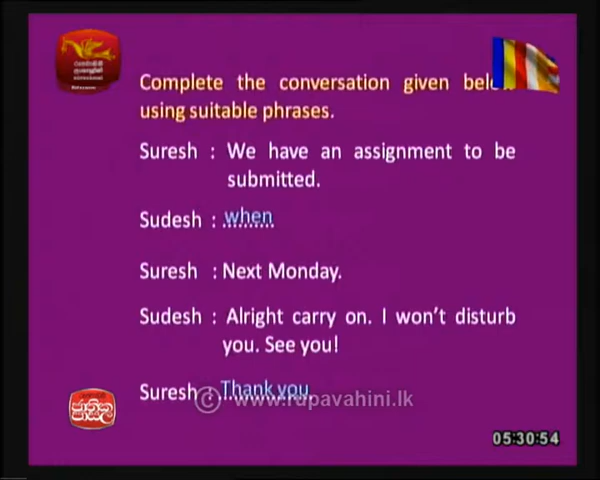 Complete the conversation given below
using suitable phrases.
Suresh : We have an assignment to be
submitted.
Sudesh : when
Suresh : Next Monday.
Sudesh : Alright carry on. I won't disturb
you. See you!
Suresh : Thank you.
© www.rupavahini.lk
05:30:54